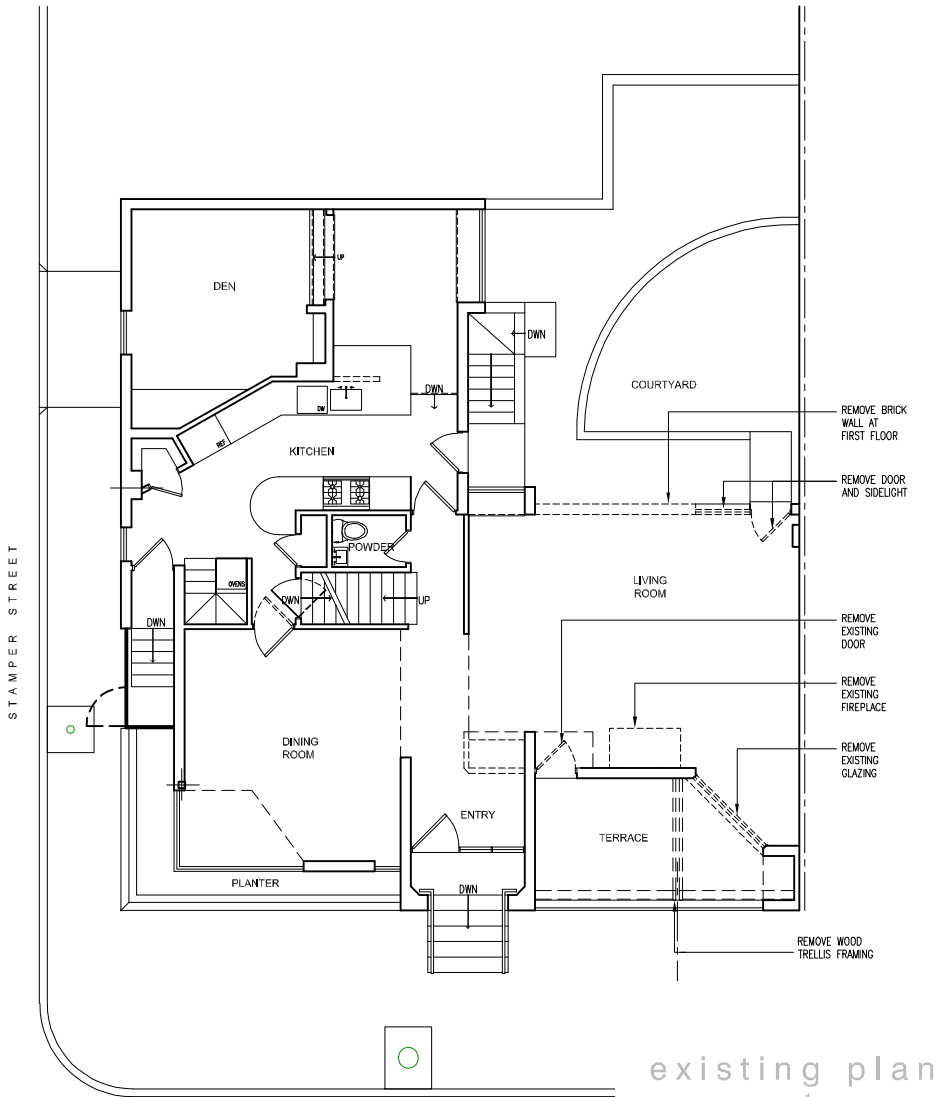 DEN
UP
DWN
DWN
COURTYARD
REMOVE BRICK
WALL AT
FIRST FLOOR
DW
REF
KITCHEN
REMOVE DOOR
AND SIDELIGHT
POWDER
STAMPER STREET
OVENS
DWN
UP
LIVING
ROOM
DWN
REMOVE
EXISTING
DOOR
REMOVE
EXISTING
FIREPLACE
DINING
ROOM
REMOVE
EXISTING
GLAZING
ENTRY
TERRACE
PLANTER
DWN
REMOVE WOOD
TRELLIS FRAMING
existing plan